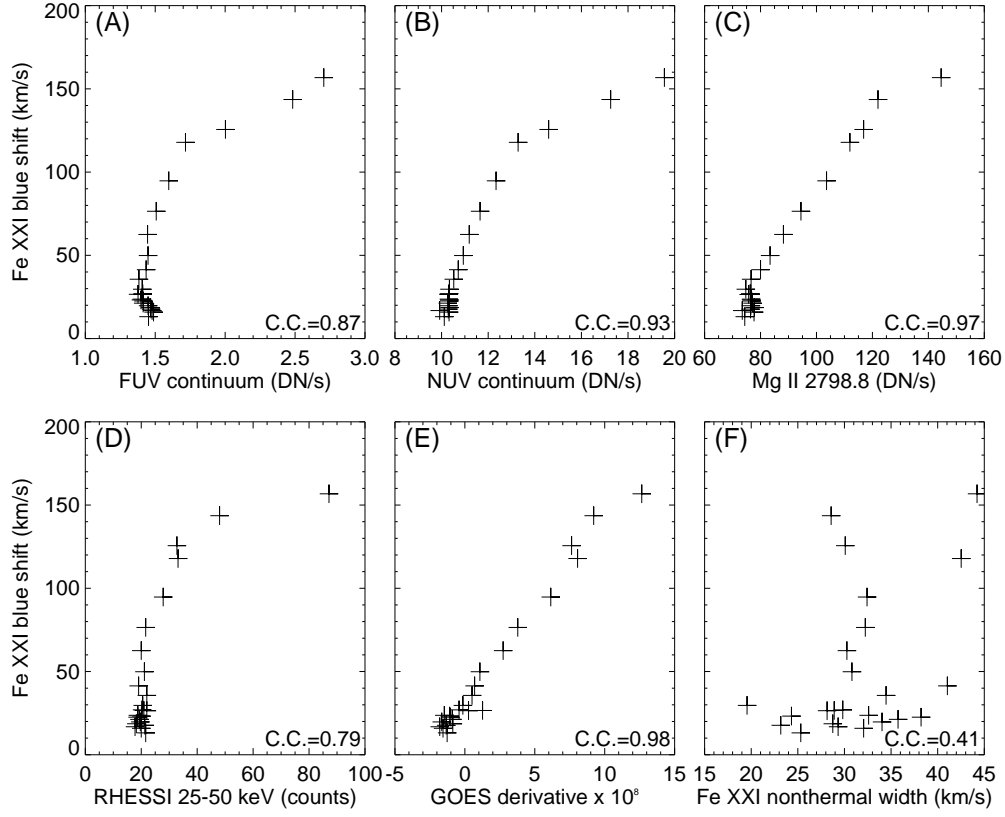 (A)
(B)
(C)
200
150
100
50
0
Fe XXI blue shift (km/s)
C.C.=0.87
C.C.=0.93
C.C.=0.97
1.0 1.5 2.0 2.5 3.0
8 10 12 14 16 18 20
60 80 100 120 140 160
FUV continuum (DN/s)
NUV continuum (DN/s)
Mg II 2798.8 (DN/s)
(D)
(E)
(F)
200
150
100
50
0
Fe XXI blue shift (km/s)
C.C.=0.79
C.C.=0.98
C.C.=0.41
0 20 40 60 80 100
-5 0 5 10 15
15 20 25 30 35 40 45
RHESSI 25-50 keV (counts)
GOES derivative x 10⁸
Fe XXI nonthermal width (km/s)